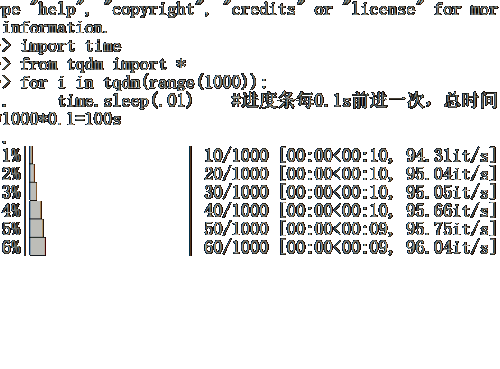 pe "help", "copyright", "credits" or "license" for mor
information.
> import time
> from tqdm import *
> for i in tqdm(range(1000)):
.     time.sleep(.01)    #进度条每0.1s前进一次，总时间
1000*0.1=100s
.
1% | | 10/1000 [00:00<00:10, 94.31it/s]
2% | | 20/1000 [00:00<00:10, 95.04it/s]
3% | | 30/1000 [00:00<00:10, 95.05it/s]
4% | | 40/1000 [00:00<00:10, 95.66it/s]
5% | | 50/1000 [00:00<00:09, 95.75it/s]
6% | | 60/1000 [00:00<00:09, 96.04it/s]